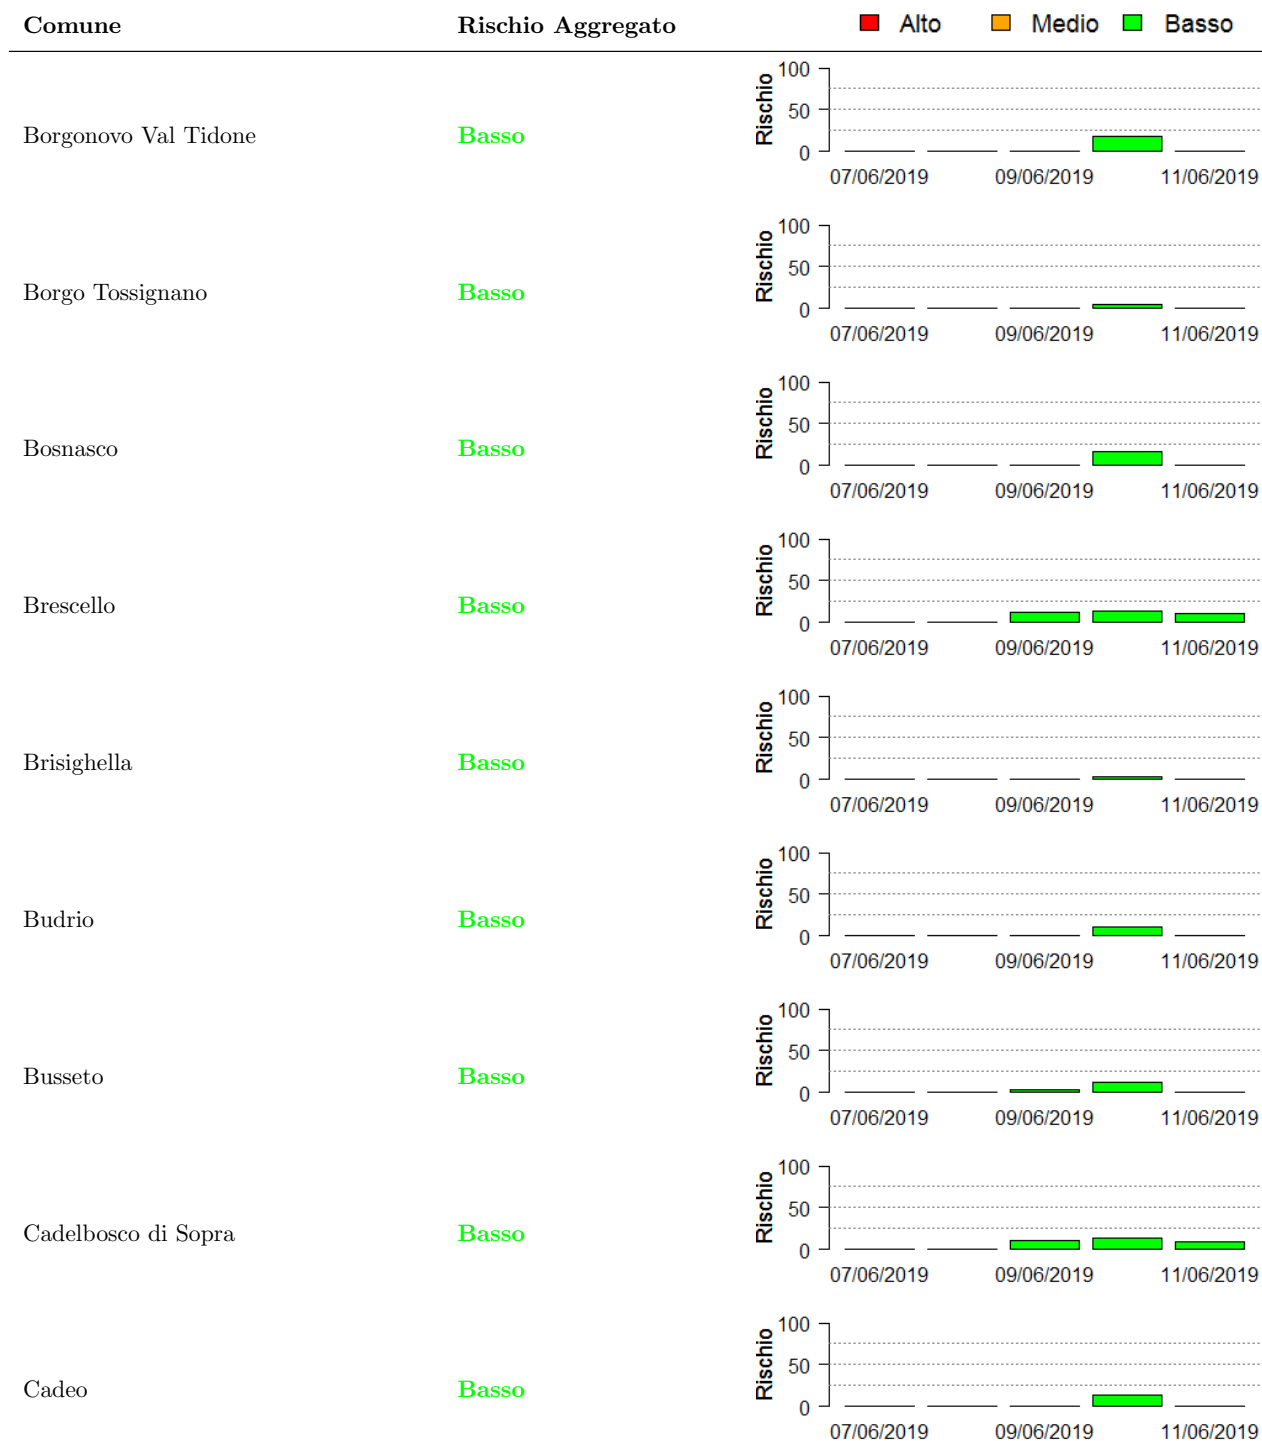 Comune Rischio Aggregato Alto Medio Basso
100
50
0
Rischio
Borgonovo Val Tidone Basso
07/06/2019 09/06/2019 11/06/2019
100
50
0
Rischio
Borgo Tossignano Basso
07/06/2019 09/06/2019 11/06/2019
100
50
0
Rischio
Bosnasco Basso
07/06/2019 09/06/2019 11/06/2019
100
50
0
Rischio
Brescello Basso
07/06/2019 09/06/2019 11/06/2019
100
50
0
Rischio
Brisighella Basso
07/06/2019 09/06/2019 11/06/2019
100
50
0
Rischio
Budrio Basso
07/06/2019 09/06/2019 11/06/2019
100
50
0
Rischio
Busseto Basso
07/06/2019 09/06/2019 11/06/2019
100
50
0
Rischio
Cadelbosco di Sopra Basso
07/06/2019 09/06/2019 11/06/2019
100
50
0
Rischio
Cadeo Basso
07/06/2019 09/06/2019 11/06/2019